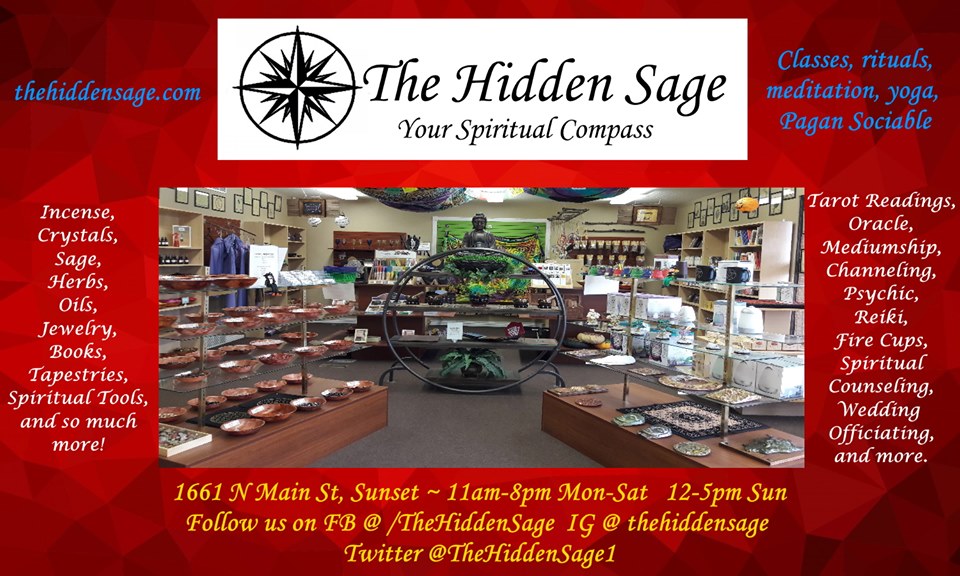 The Hidden Sage
Your Spiritual Compass
thehiddensage.com
Classes, rituals,
meditation, yoga,
Pagan Sociable
Incense,
Crystals,
Sage,
Herbs,
Oils,
Jewelry,
Books,
Tapestries,
Spiritual Tools,
and so much
more!
Tarot Readings,
Oracle,
Mediumship,
Channeling,
Psychic,
Reiki,
Fire Cups,
Spiritual
Counseling,
Wedding
Officiating,
and more.
1661 N Main St, Sunset ~ 11am-8pm Mon-Sat 12-5pm Sun
Follow us on FB @ /TheHiddenSage IG @ thehiddensage
Twitter @TheHiddenSage1